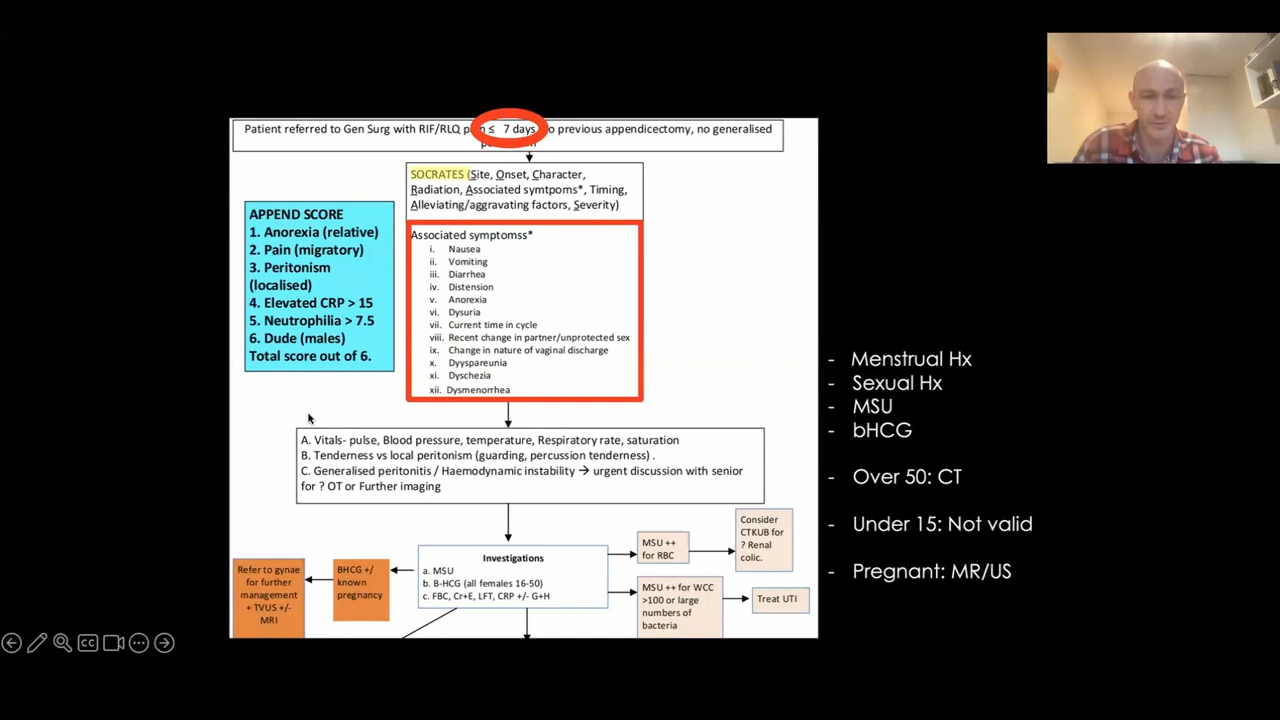 Patient referred to Gen Surg with RIF/RLQ ≤ 7 days previous appendicectomy, no generalised
SOCRATES (Site, Onset, Character,
Radiation, Associated symtpoms*, Timing,
Alleviating/aggravating factors, Severity)
APPEND SCORE
1. Anorexia (relative)
2. Pain (migratory)
3. Peritonism
(localised)
4. Elevated CRP > 15
5. Neutrophilia > 7.5
6. Dude (males)
Total score out of 6.
Associated symptomss*
i. Nausea
ii. Vomiting
iii. Diarrhea
iv. Distension
v. Anorexia
vi. Dysuria
vii. Current time in cycle
viii. Recent change in partner/unprotected sex
ix. Change in nature of vaginal discharge
x. Dyyspareunia
xi. Dyschezia
xii. Dysmenorrhea
A. Vitals- pulse, Blood pressure, temperature, Respiratory rate, saturation
B. Tenderness vs local peritonism (guarding, percussion tenderness) .
C. Generalised peritonitis / Haemodynamic instability → urgent discussion with senior
for ? OT or Further imaging
Refer to gynae
for further
management
+ TVUS +/-
MRI
BHCG +/
known
pregnancy
Investigations
a. MSU
b. B-HCG (all females 16-50)
c. FBC, Cr+E, LFT, CRP +/- G+H
MSU ++
for RBC
Consider
CTKUB for
? Renal
colic.
MSU ++ for WCC
>100 or large
numbers of
bacteria
Treat UTI
- Menstrual Hx
- Sexual Hx
- MSU
- bHCG
- Over 50: CT
- Under 15: Not valid
- Pregnant: MR/US
CC